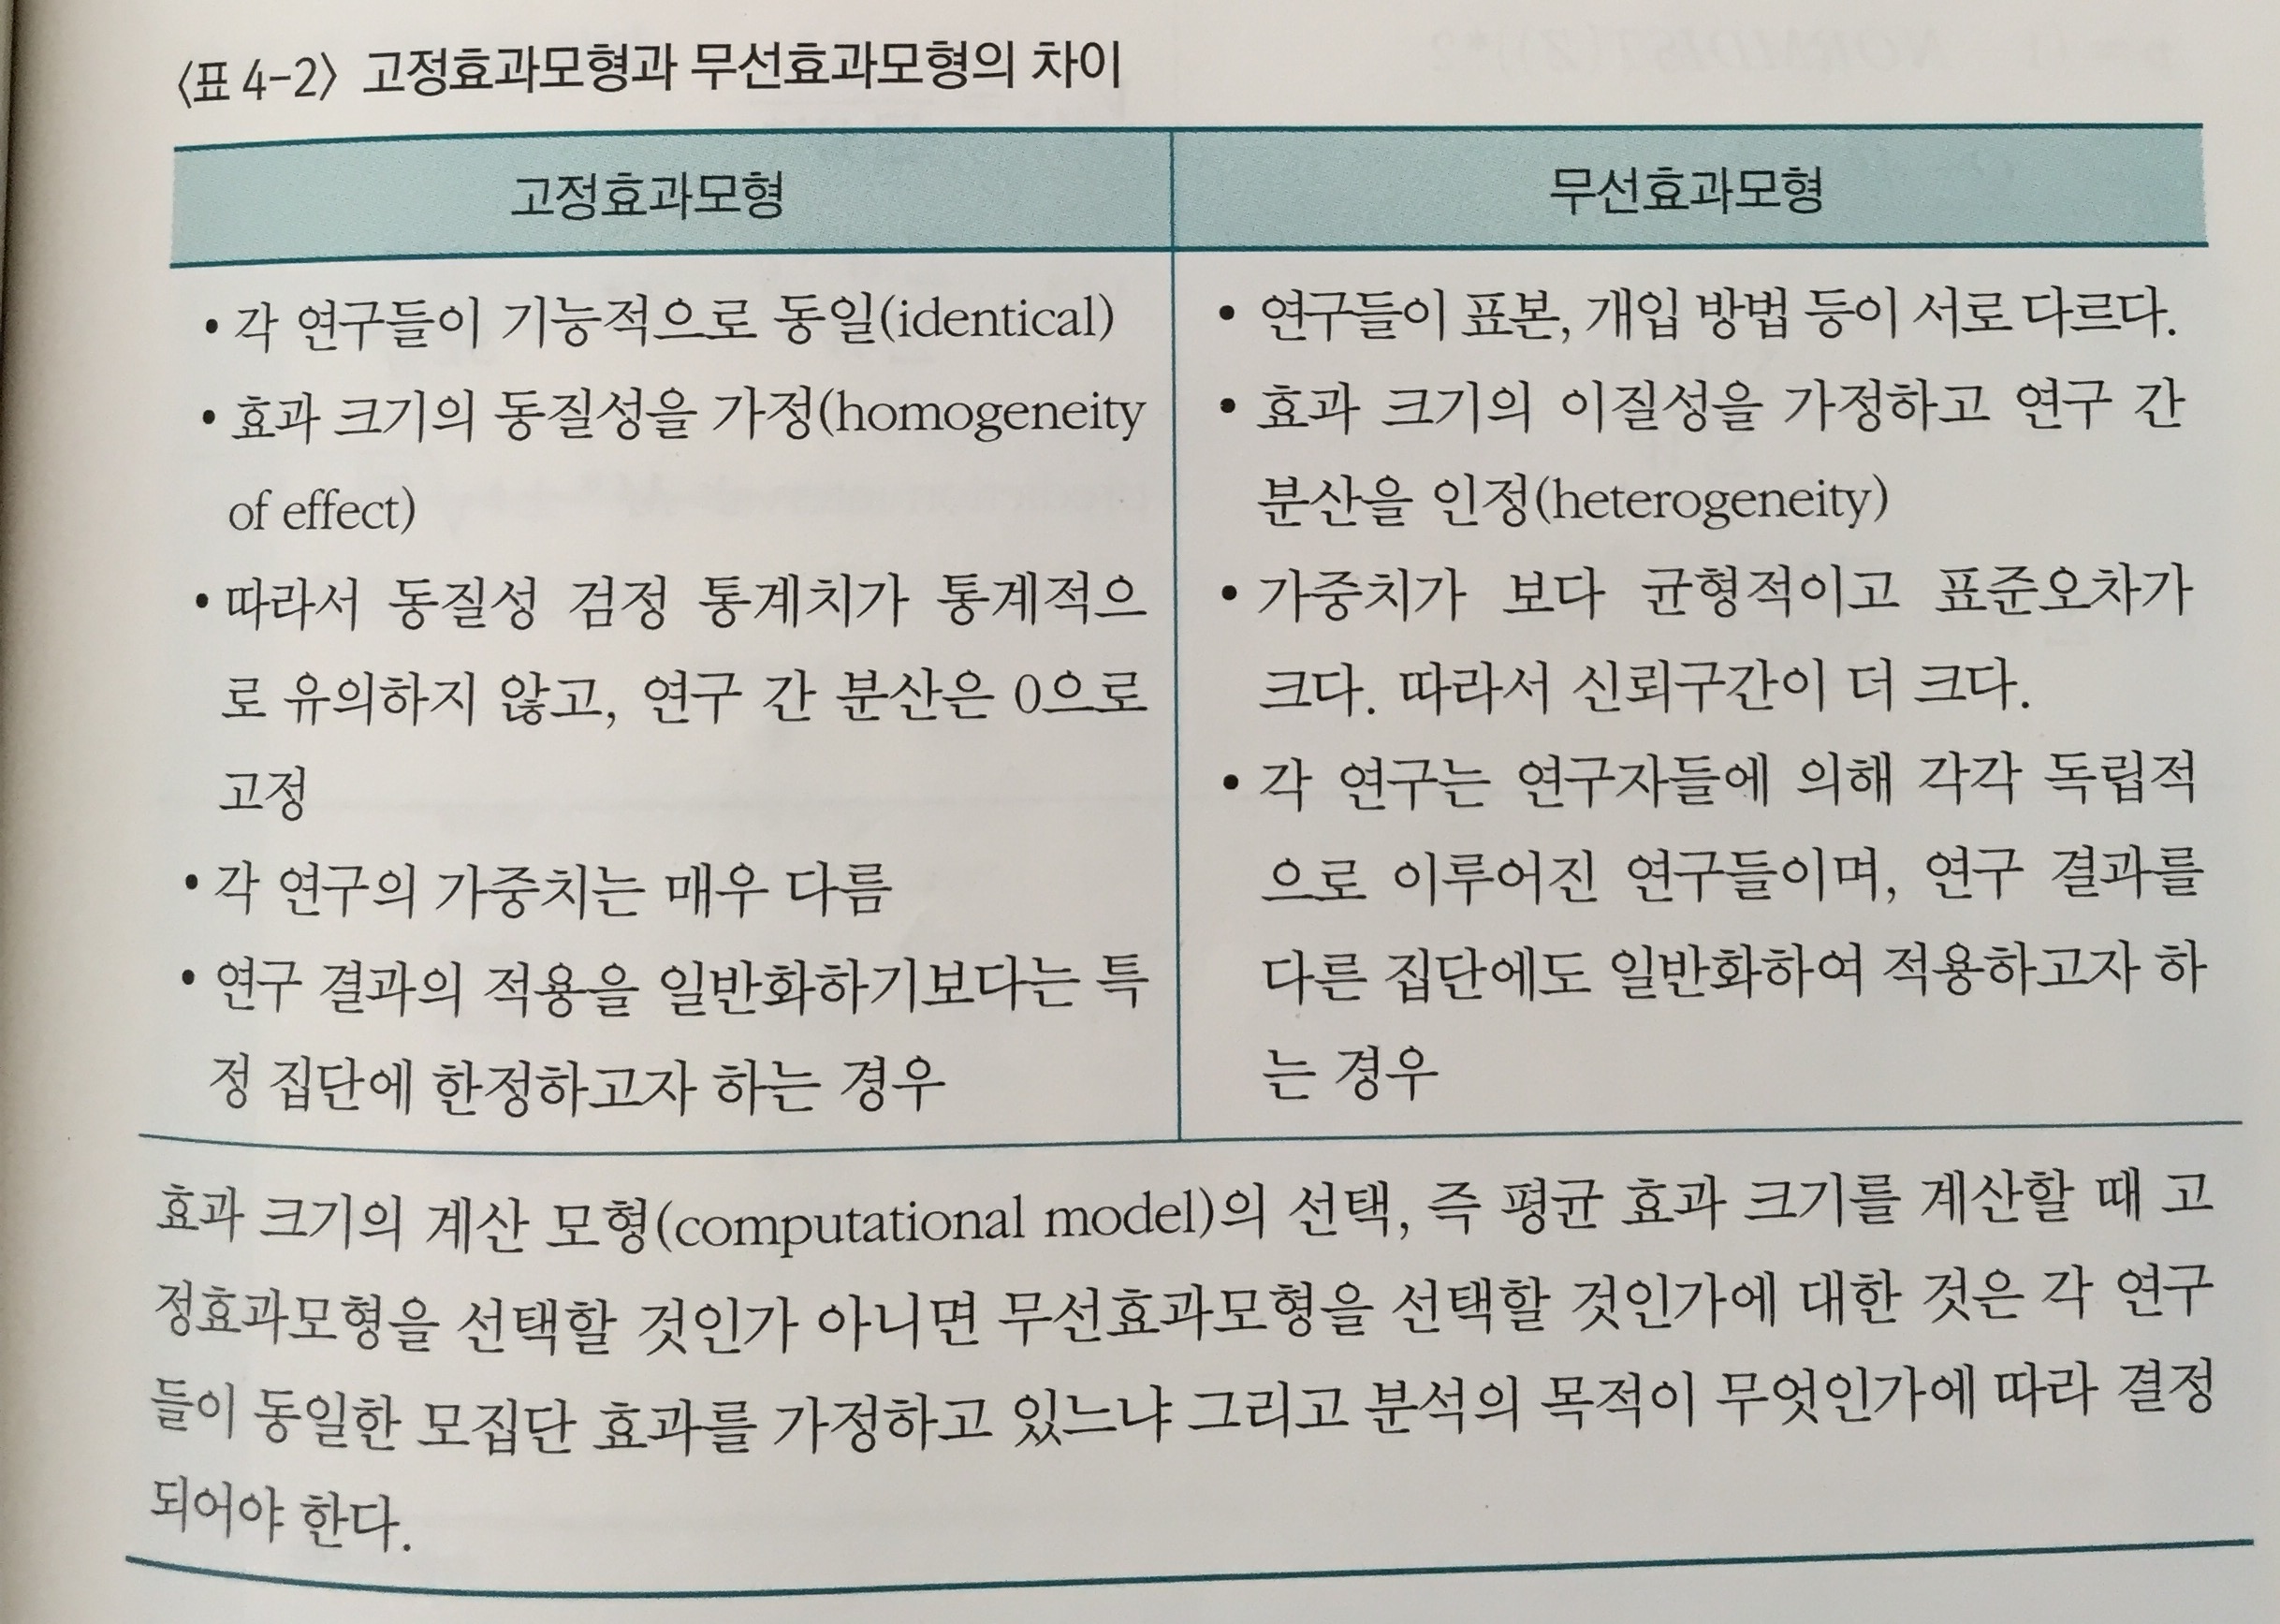 〈표 4-2〉 고정효과모형과 무선효과모형의 차이
고정효과모형
• 각 연구들이 기능적으로 동일(identical)
• 효과 크기의 동질성을 가정(homogeneity
of effect)
• 따라서 동질성 검정 통계치가 통계적으
로 유의하지 않고, 연구 간 분산은 0으로
고정
• 각 연구의 가중치는 매우 다름
• 연구 결과의 적용을 일반화하기보다는 특
정 집단에 한정하고자 하는 경우
무선효과모형
• 연구들이 표본, 개입 방법 등이 서로 다르다.
• 효과 크기의 이질성을 가정하고 연구 간
분산을 인정(heterogeneity)
• 가중치가 보다 균형적이고 표준오차가
크다. 따라서 신뢰구간이 더 크다.
• 각 연구는 연구자들에 의해 각각 독립적
으로 이루어진 연구들이며, 연구 결과를
다른 집단에도 일반화하여 적용하고자 하
는 경우
효과 크기의 계산 모형(computational model)의 선택, 즉 평균 효과 크기를 계산할 때 고
정효과모형을 선택할 것인가 아니면 무선효과모형을 선택할 것인가에 대한 것은 각 연구
들이 동일한 모집단 효과를 가정하고 있느냐 그리고 분석의 목적이 무엇인가에 따라 결정
되어야 한다.